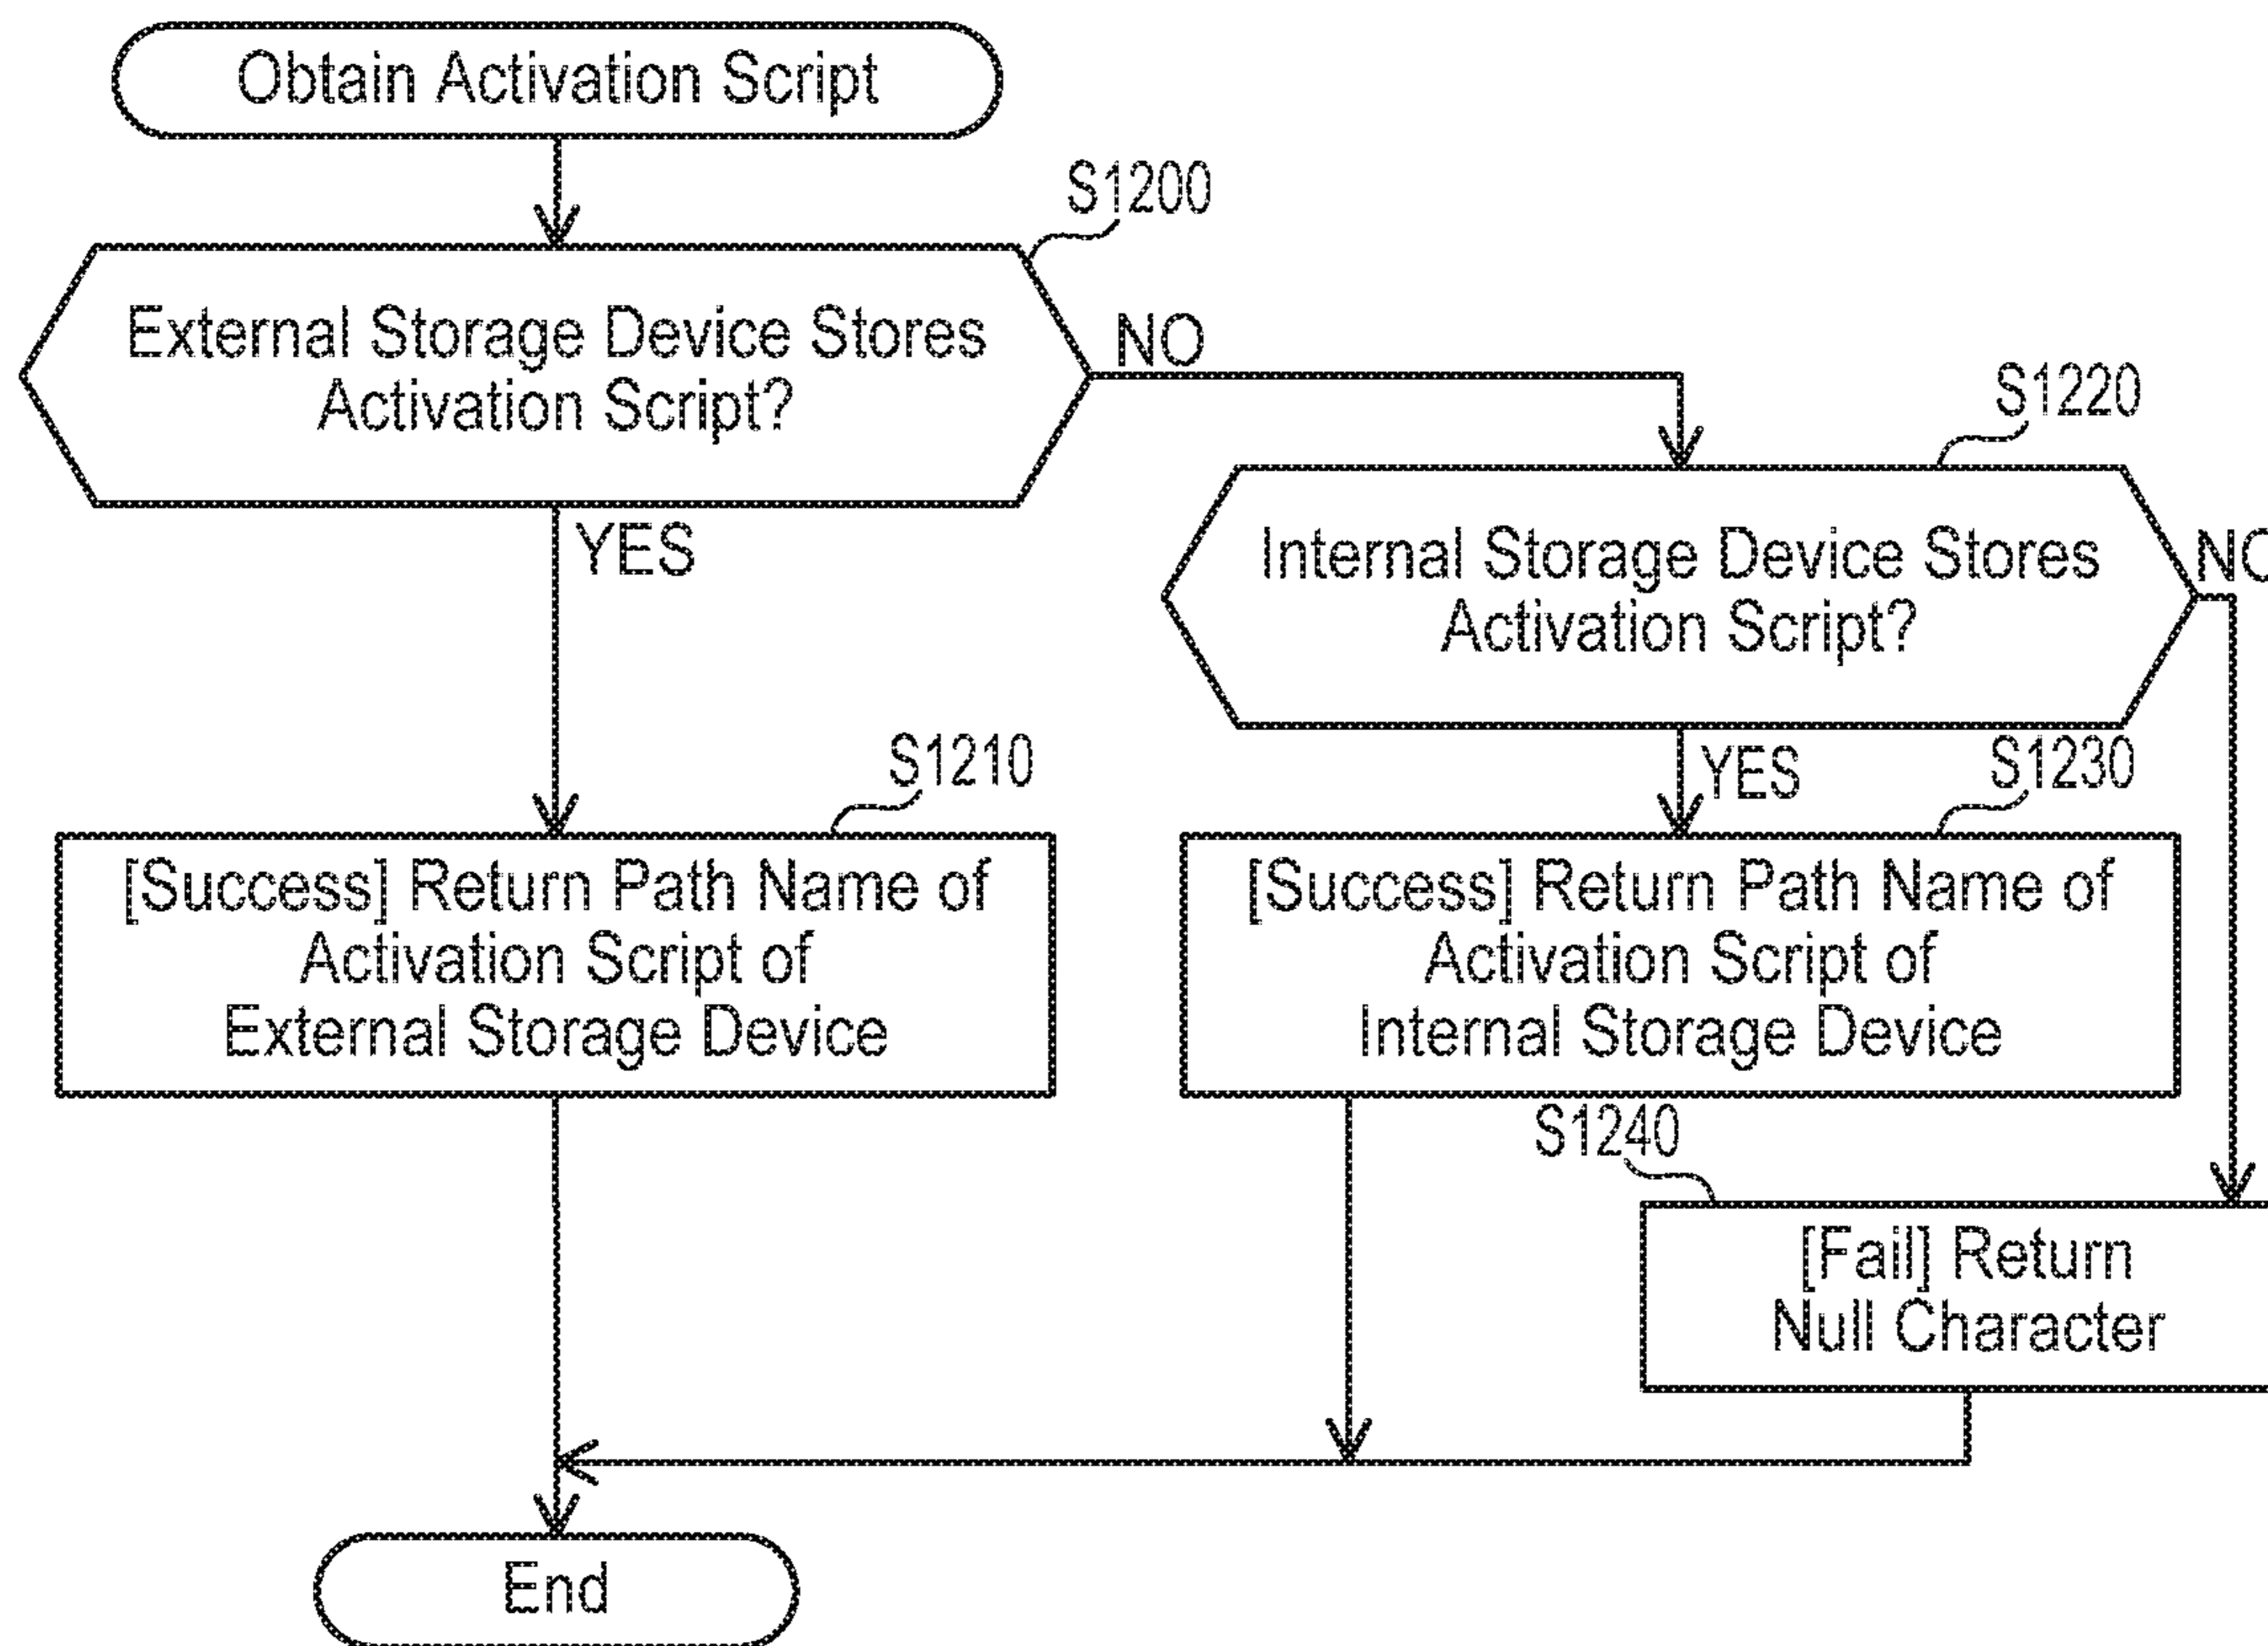 Obtain Activation Script
S1200
External Storage Device Stores
Activation Script?
NO
YES
S1220
Internal Storage Device Stores
Activation Script?
NO
YES
S1210
[Success] Return Path Name of
Activation Script of
External Storage Device
S1230
[Success] Return Path Name of
Activation Script of
Internal Storage Device
S1240
[Fail] Return
Null Character
End